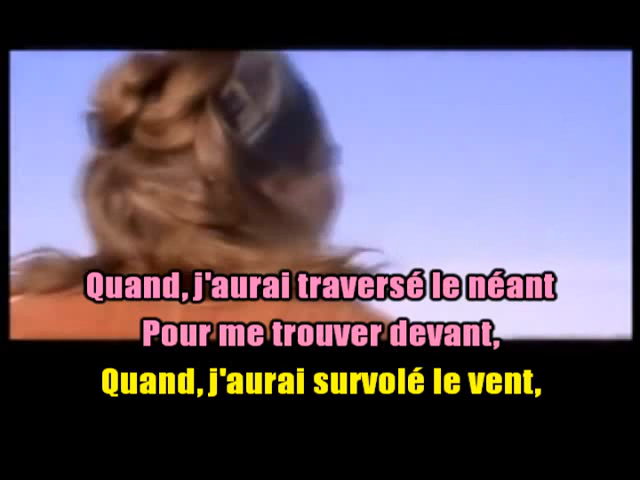 Quand, j'aurai traversé le néant
Pour me trouver devant,
Quand, j'aurai survolé le vent,